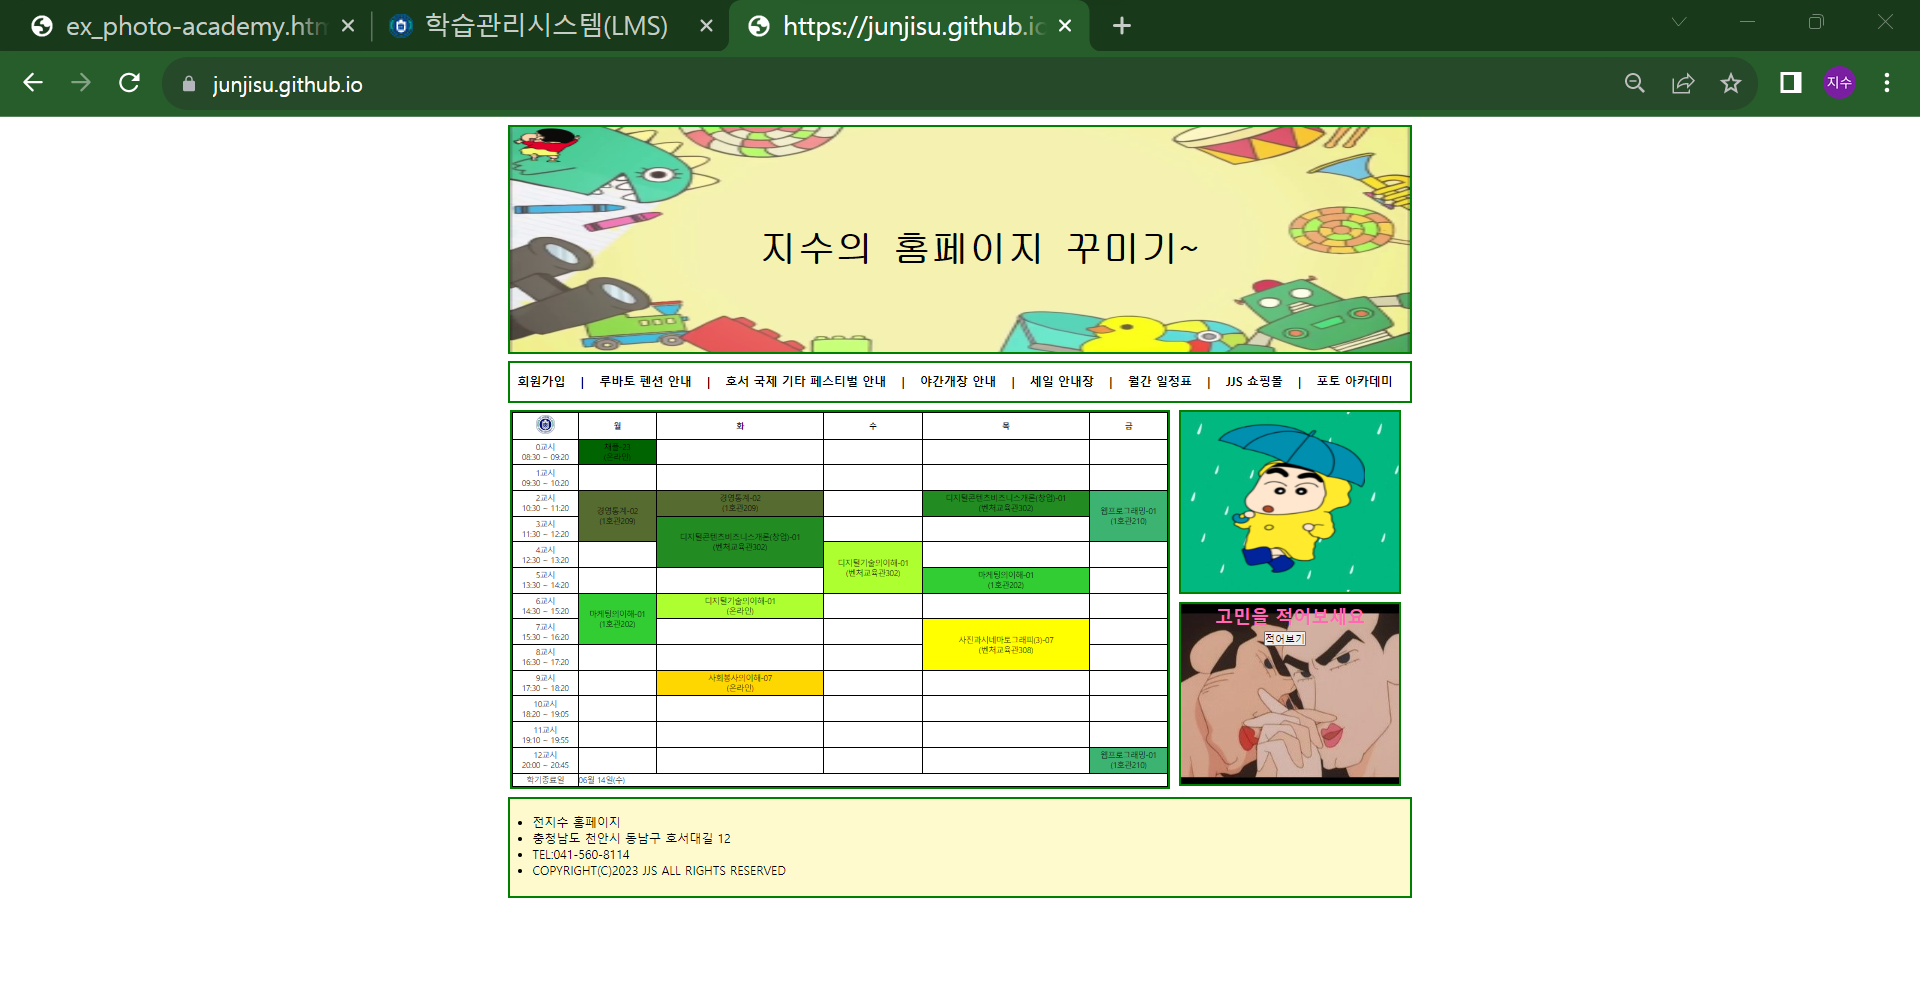 ex_photo-academy.htm
학습관리시스템(LMS)
https://junjisu.github.io
junjisu.github.io
지수
지수의 홈페이지 꾸미기~
회원가입 | 루바토 펜션 안내 | 호서 국제 기타 페스티벌 안내 | 야간개장 안내 | 세일 안내장 | 월간 일정표 | JJS 쇼핑몰 | 포토 아카데미
월 화 수 목 금
0교시
08:30 ~ 09:20
채플-22
(온라인)
1교시
09:30 ~ 10:20
2교시
10:30 ~ 11:20
경영통계-02
(1호관209)
경영통계-02
(1호관209)
디지털콘텐츠비즈니스개론(창업)-01
(벤처교육관302)
웹프로그래밍-01
(1호관210)
3교시
11:30 ~ 12:20
디지털콘텐츠비즈니스개론(창업)-01
(벤처교육관302)
4교시
12:30 ~ 13:20
디지털기술의이해-01
(벤처교육관302)
5교시
13:30 ~ 14:20
마케팅의이해-01
(1호관202)
6교시
14:30 ~ 15:20
마케팅의이해-01
(1호관202)
디지털기술의이해-01
(온라인)
7교시
15:30 ~ 16:20
사진과시네마토그래피(3)-07
(벤처교육관308)
8교시
16:30 ~ 17:20
9교시
17:30 ~ 18:20
사회봉사의이해-07
(온라인)
10교시
18:20 ~ 19:05
11교시
19:10 ~ 19:55
12교시
20:00 ~ 20:45
웹프로그래밍-01
(1호관210)
학기종료일 06월 14일(수)
고민을 적어보세요
적어보기
전지수 홈페이지
충청남도 천안시 동남구 호서대길 12
TEL:041-560-8114
COPYRIGHT(C)2023 JJS ALL RIGHTS RESERVED